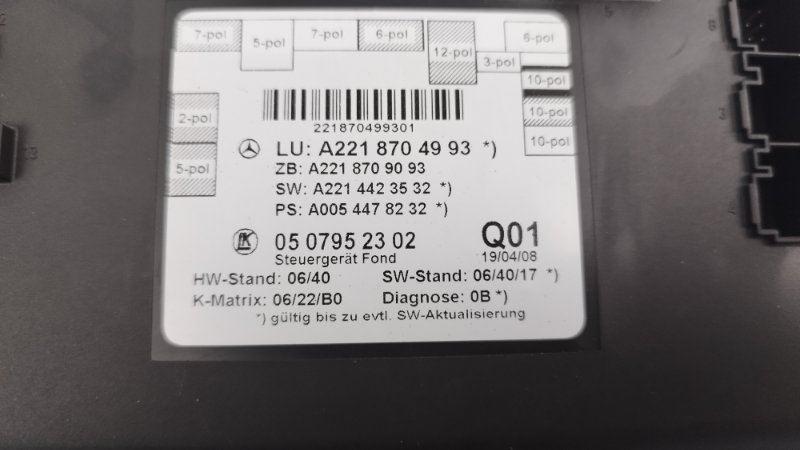 7-pol
5-pol
7-pol
6-pol
12-pol
3-pol
6-pol
10-pol
10-pol
10-pol
2-pol
5-pol
221870499301
LU: A221 870 49 93 *)
ZB: A221 870 90 93
SW: A221 442 35 32 *)
PS: A005 447 82 32 *)
05 0795 23 02 Q01
Steuergerät Fond 19/04/08
HW-Stand: 06/40 SW-Stand: 06/40/17 *)
K-Matrix: 06/22/B0 Diagnose: 0B *)
*) gültig bis zu evtl. SW-Aktualisierung